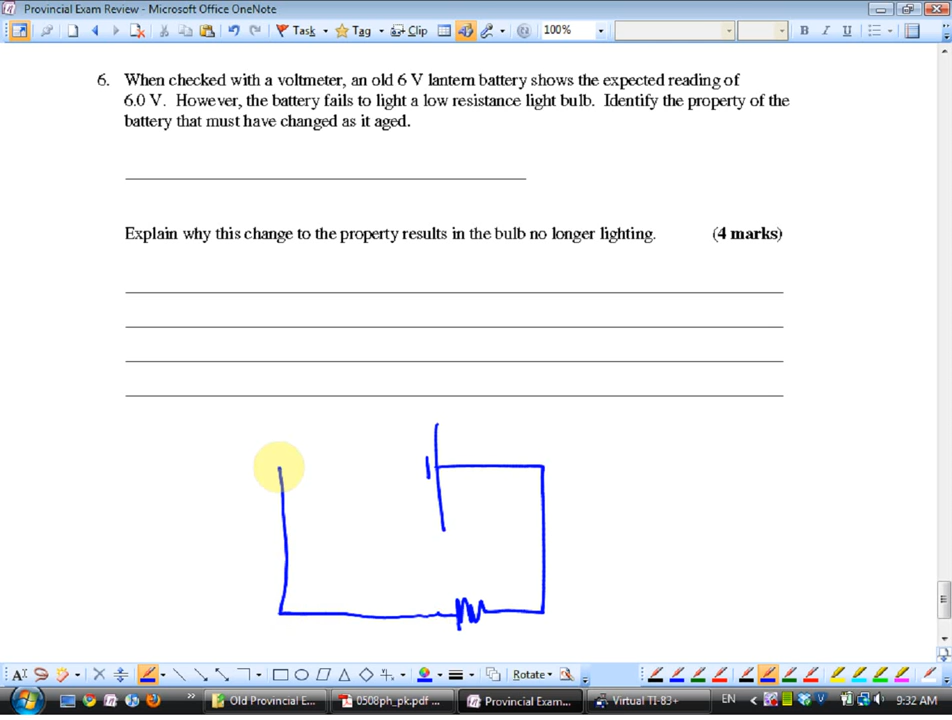 Provincial Exam Review - Microsoft Office OneNote
Task Tag Clip 100% B I U
6. When checked with a voltmeter, an old 6 V lantern battery shows the expected reading of
6.0 V. However, the battery fails to light a low resistance light bulb. Identify the property of the
battery that must have changed as it aged.
Explain why this change to the property results in the bulb no longer lighting. (4 marks)
Rotate
Old Provincial E... 0508ph_pk.pdf ... Provincial Exam... Virtual TI-83+ EN 9:32 AM